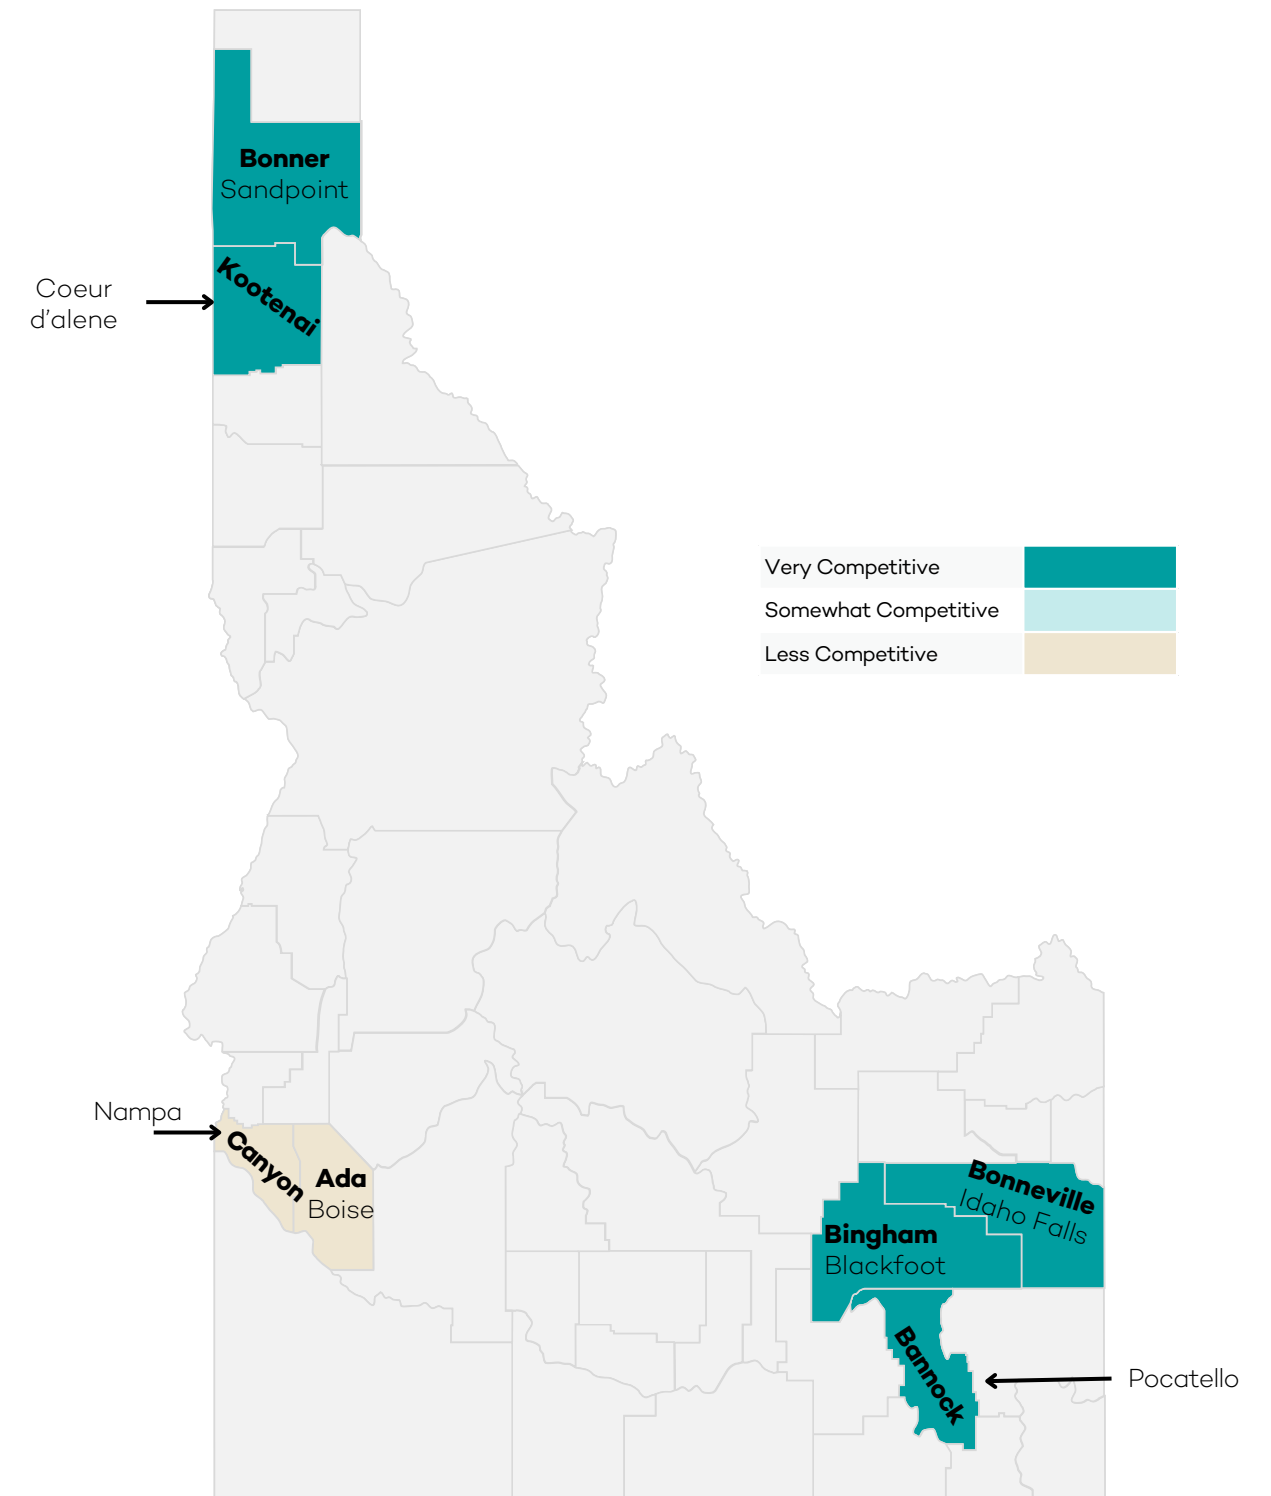 Bonner
Sandpoint
Kootenai
Coeur
d'alene
Very Competitive
Somewhat Competitive
Less Competitive
Nampa
Canyon
Ada
Boise
Bonneville
Idaho Falls
Bingham
Blackfoot
Bannock
Pocatello